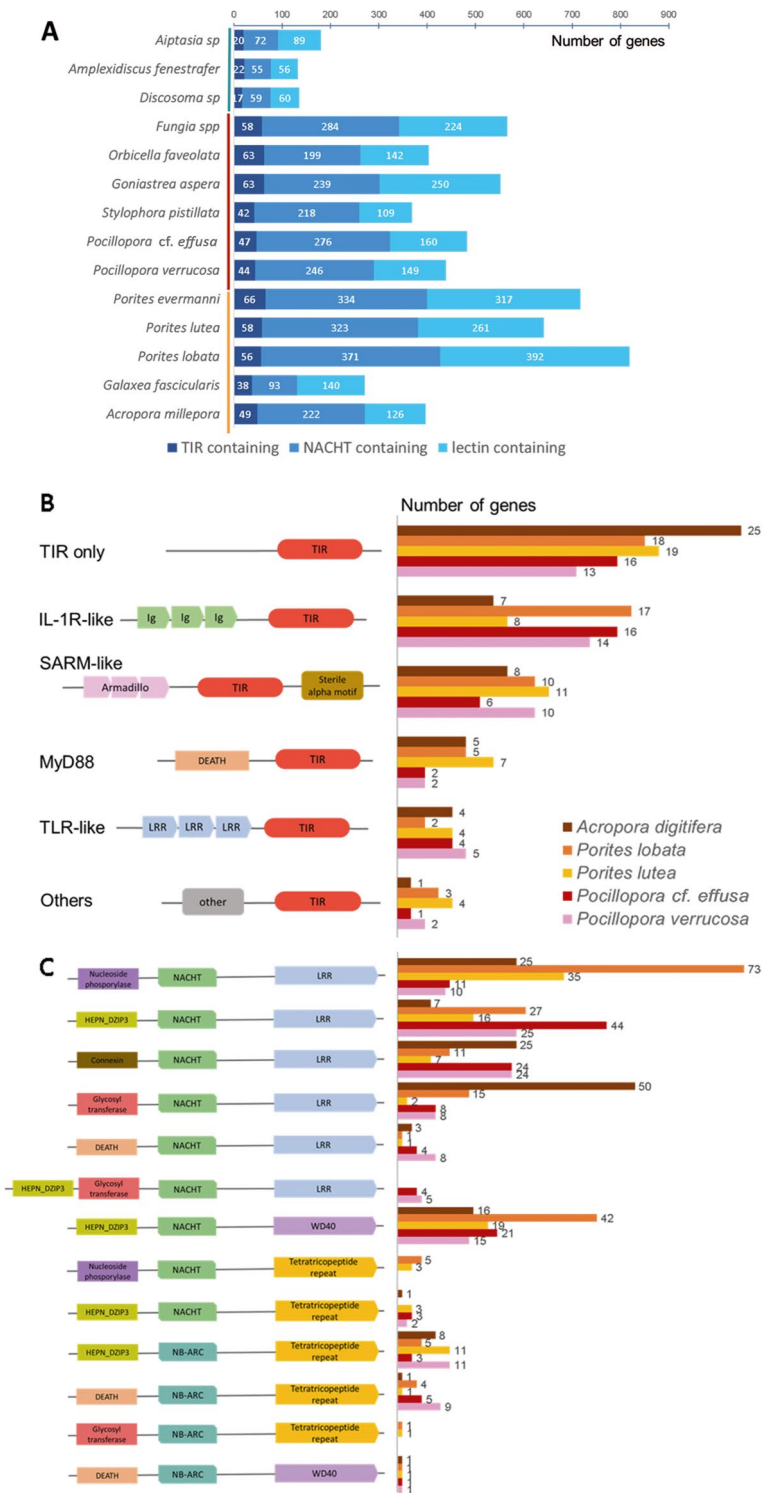 A
0 100 200 300 400 500 600 700 800 900
Number of genes
Aiptasia sp 20 72 89
Amplexidiscus fenestrafer 22 55 56
Discosoma sp 17 59 60
Fungia spp 58 284 224
Orbicella faveolata 63 199 142
Goniastrea aspera 63 239 250
Stylophora pistillata 42 218 109
Pocillopora cf. effusa 47 276 160
Pocillopora verrucosa 44 246 149
Porites evermanni 66 334 317
Porites lutea 58 323 261
Porites lobata 56 371 392
Galaxea fascicularis 38 93 140
Acropora millepora 49 222 126
TIR containing NACHT containing lectin containing
B
Number of genes
TIR only TIR
25
18
19
16
13
IL-1R-like Ig Ig Ig TIR
7
17
8
16
14
SARM-like
Armadillo TIR Sterile
alpha motif
8
10
11
6
10
MyD88 DEATH TIR
5
5
7
2
2
TLR-like LRR LRR LRR TIR
4
2
4
4
5
Others other TIR
1
3
4
1
2
Acropora digitifera
Porites lobata
Porites lutea
Pocillopora cf. effusa
Pocillopora verrucosa
C
Nucleoside
phosphorylase NACHT LRR
25
73
35
11
10
HEPN_DZIP3 NACHT LRR
7
27
16
44
25
Connexin NACHT LRR
25
11
7
24
24
Glycosyl
transferase NACHT LRR
50
15
2
8
8
DEATH NACHT LRR
3
1
1
4
8
HEPN_DZIP3 Glycosyl
transferase NACHT LRR
4
5
HEPN_DZIP3 NACHT WD40
16
42
19
21
15
Nucleoside
phosphorylase NACHT Tetratricopeptide
repeat
5
3
HEPN_DZIP3 NACHT Tetratricopeptide
repeat
1
3
3
2
HEPN_DZIP3 NB-ARC Tetratricopeptide
repeat
8
5
11
3
11
DEATH NB-ARC Tetratricopeptide
repeat
1
4
1
5
9
Glycosyl
transferase NB-ARC Tetratricopeptide
repeat
1
1
DEATH NB-ARC WD40
1
1
1
1
1